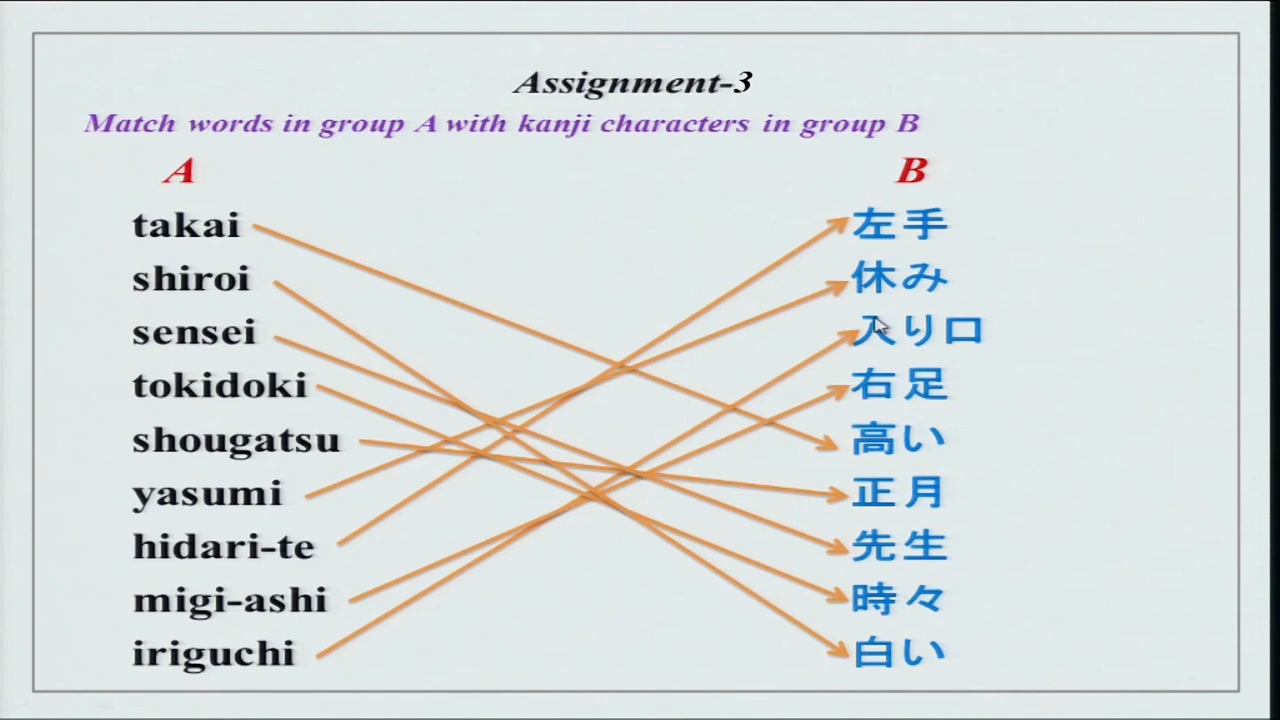 Assignment-3
Match words in group A with kanji characters in group B
A B
takai 左手
shiroi 休み
sensei 入り口
tokidoki 右足
shougatsu 高い
yasumi 正月
hidari-te 先生
migi-ashi 時々
iriguchi 白い